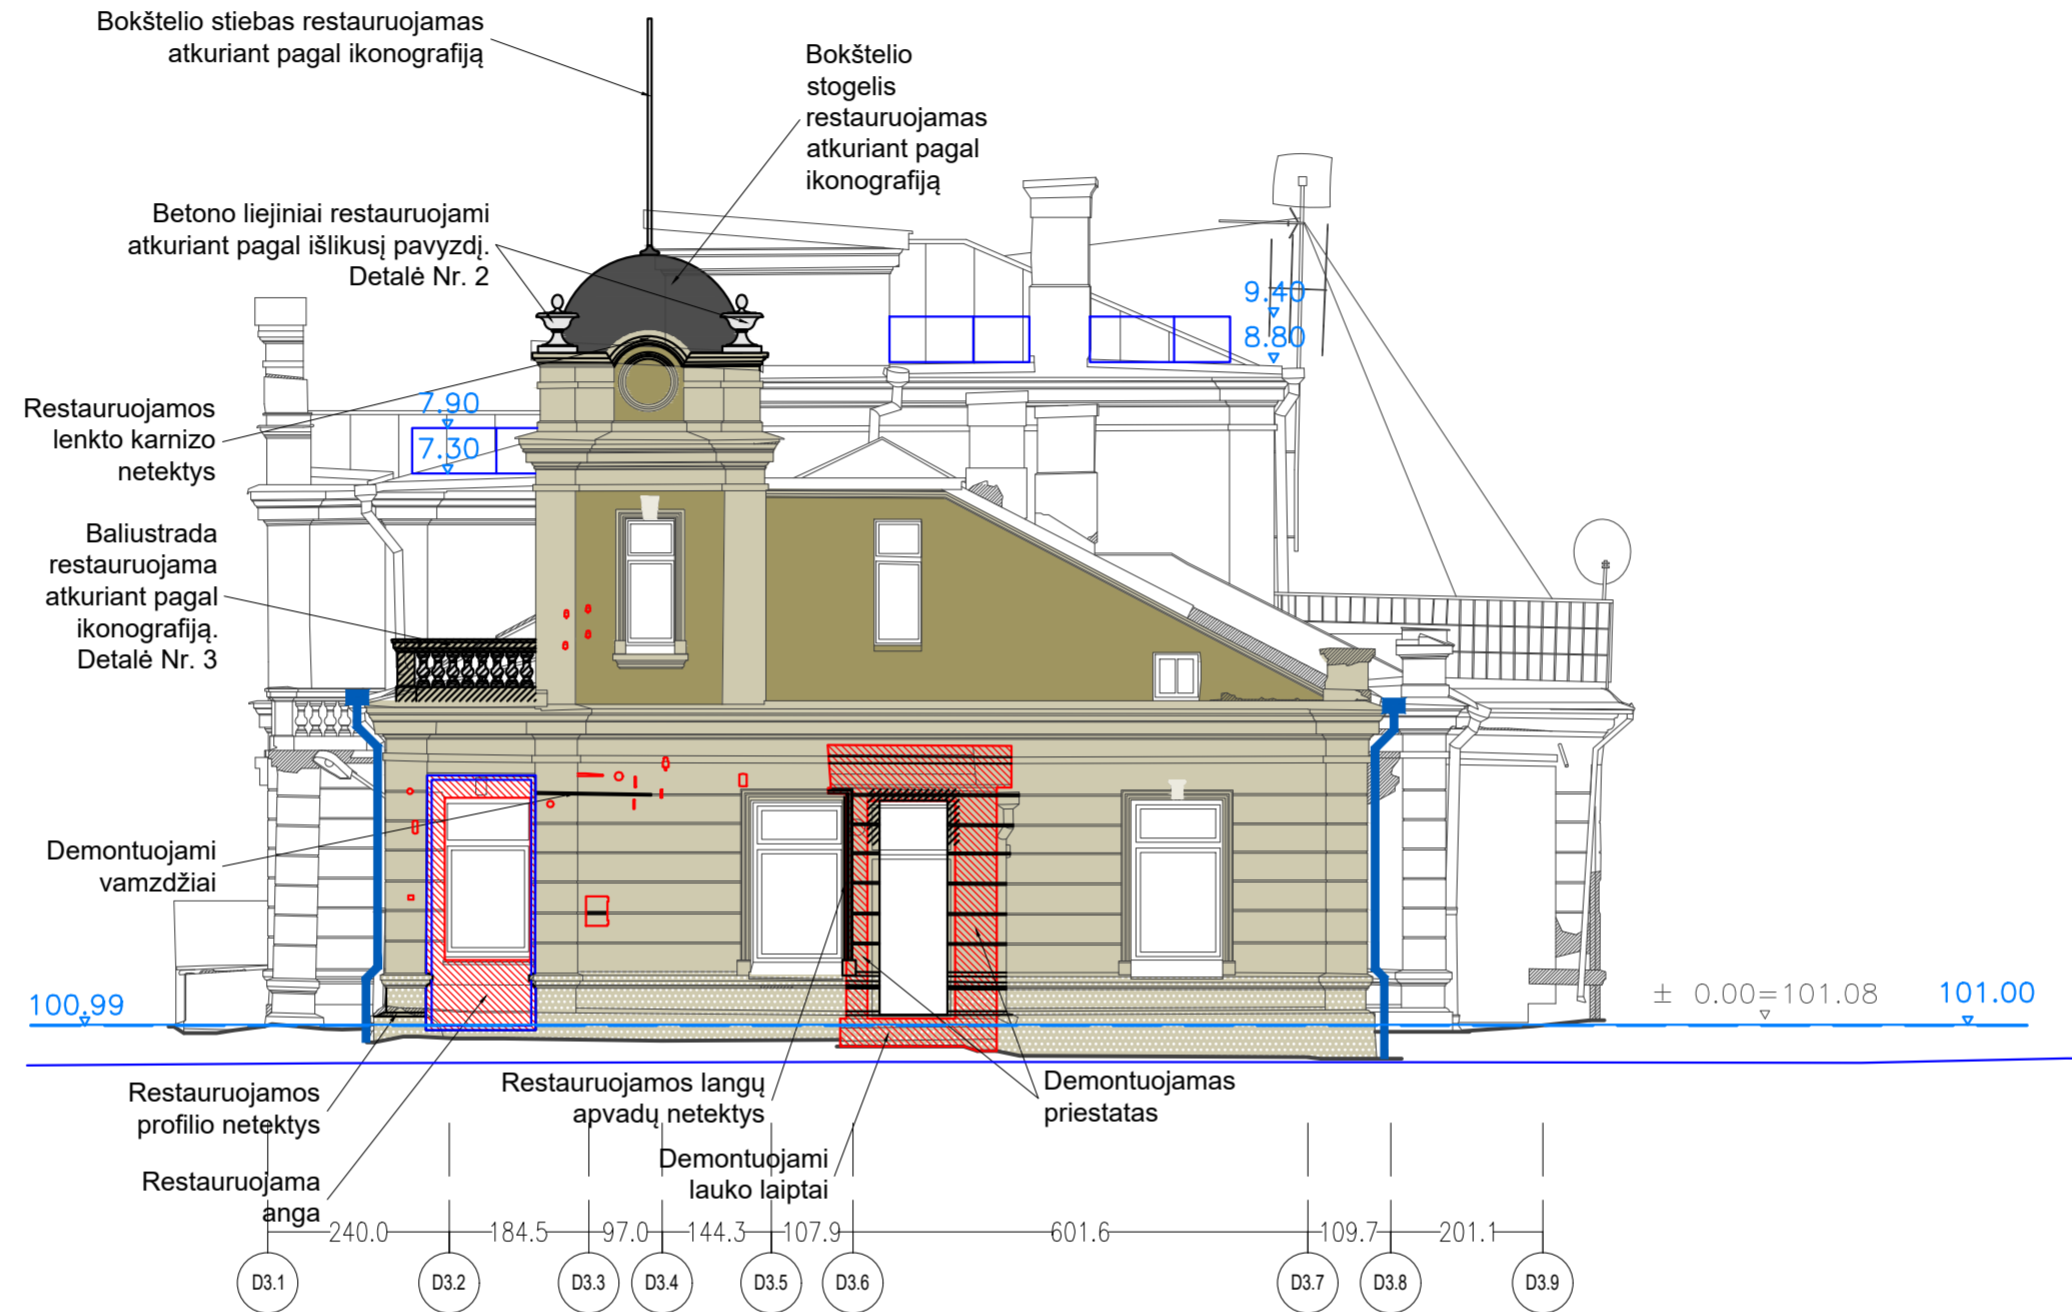 Bokštelio stiebas restauruojamas
atkuriant pagal ikonografiją
Bokštelio
stogelis
restauruojamas
atkuriant pagal
ikonografiją
Betono liejiniai restauruojami
atkuriant pagal išlikusį pavyzdį.
Detalė Nr. 2
9.40
8.80
7.90
7.30
Restauruojamos
lenkto karnizo
netektys
Baliustrada
restauruojama
atkuriant pagal
ikonografiją.
Detalė Nr. 3
Demontuojami
vamzdžiai
100.99
± 0.00=101.08
101.00
Restauruojamos
profilio netektys
Restauruojama
anga
Restauruojamos langų
apvadų netektys
Demontuojami
lauko laiptai
Demontuojamas
priestatas
240.0 184.5 97.0 144.3 107.9 601.6 109.7 201.1
D3.1 D3.2 D3.3 D3.4 D3.5 D3.6 D3.7 D3.8 D3.9